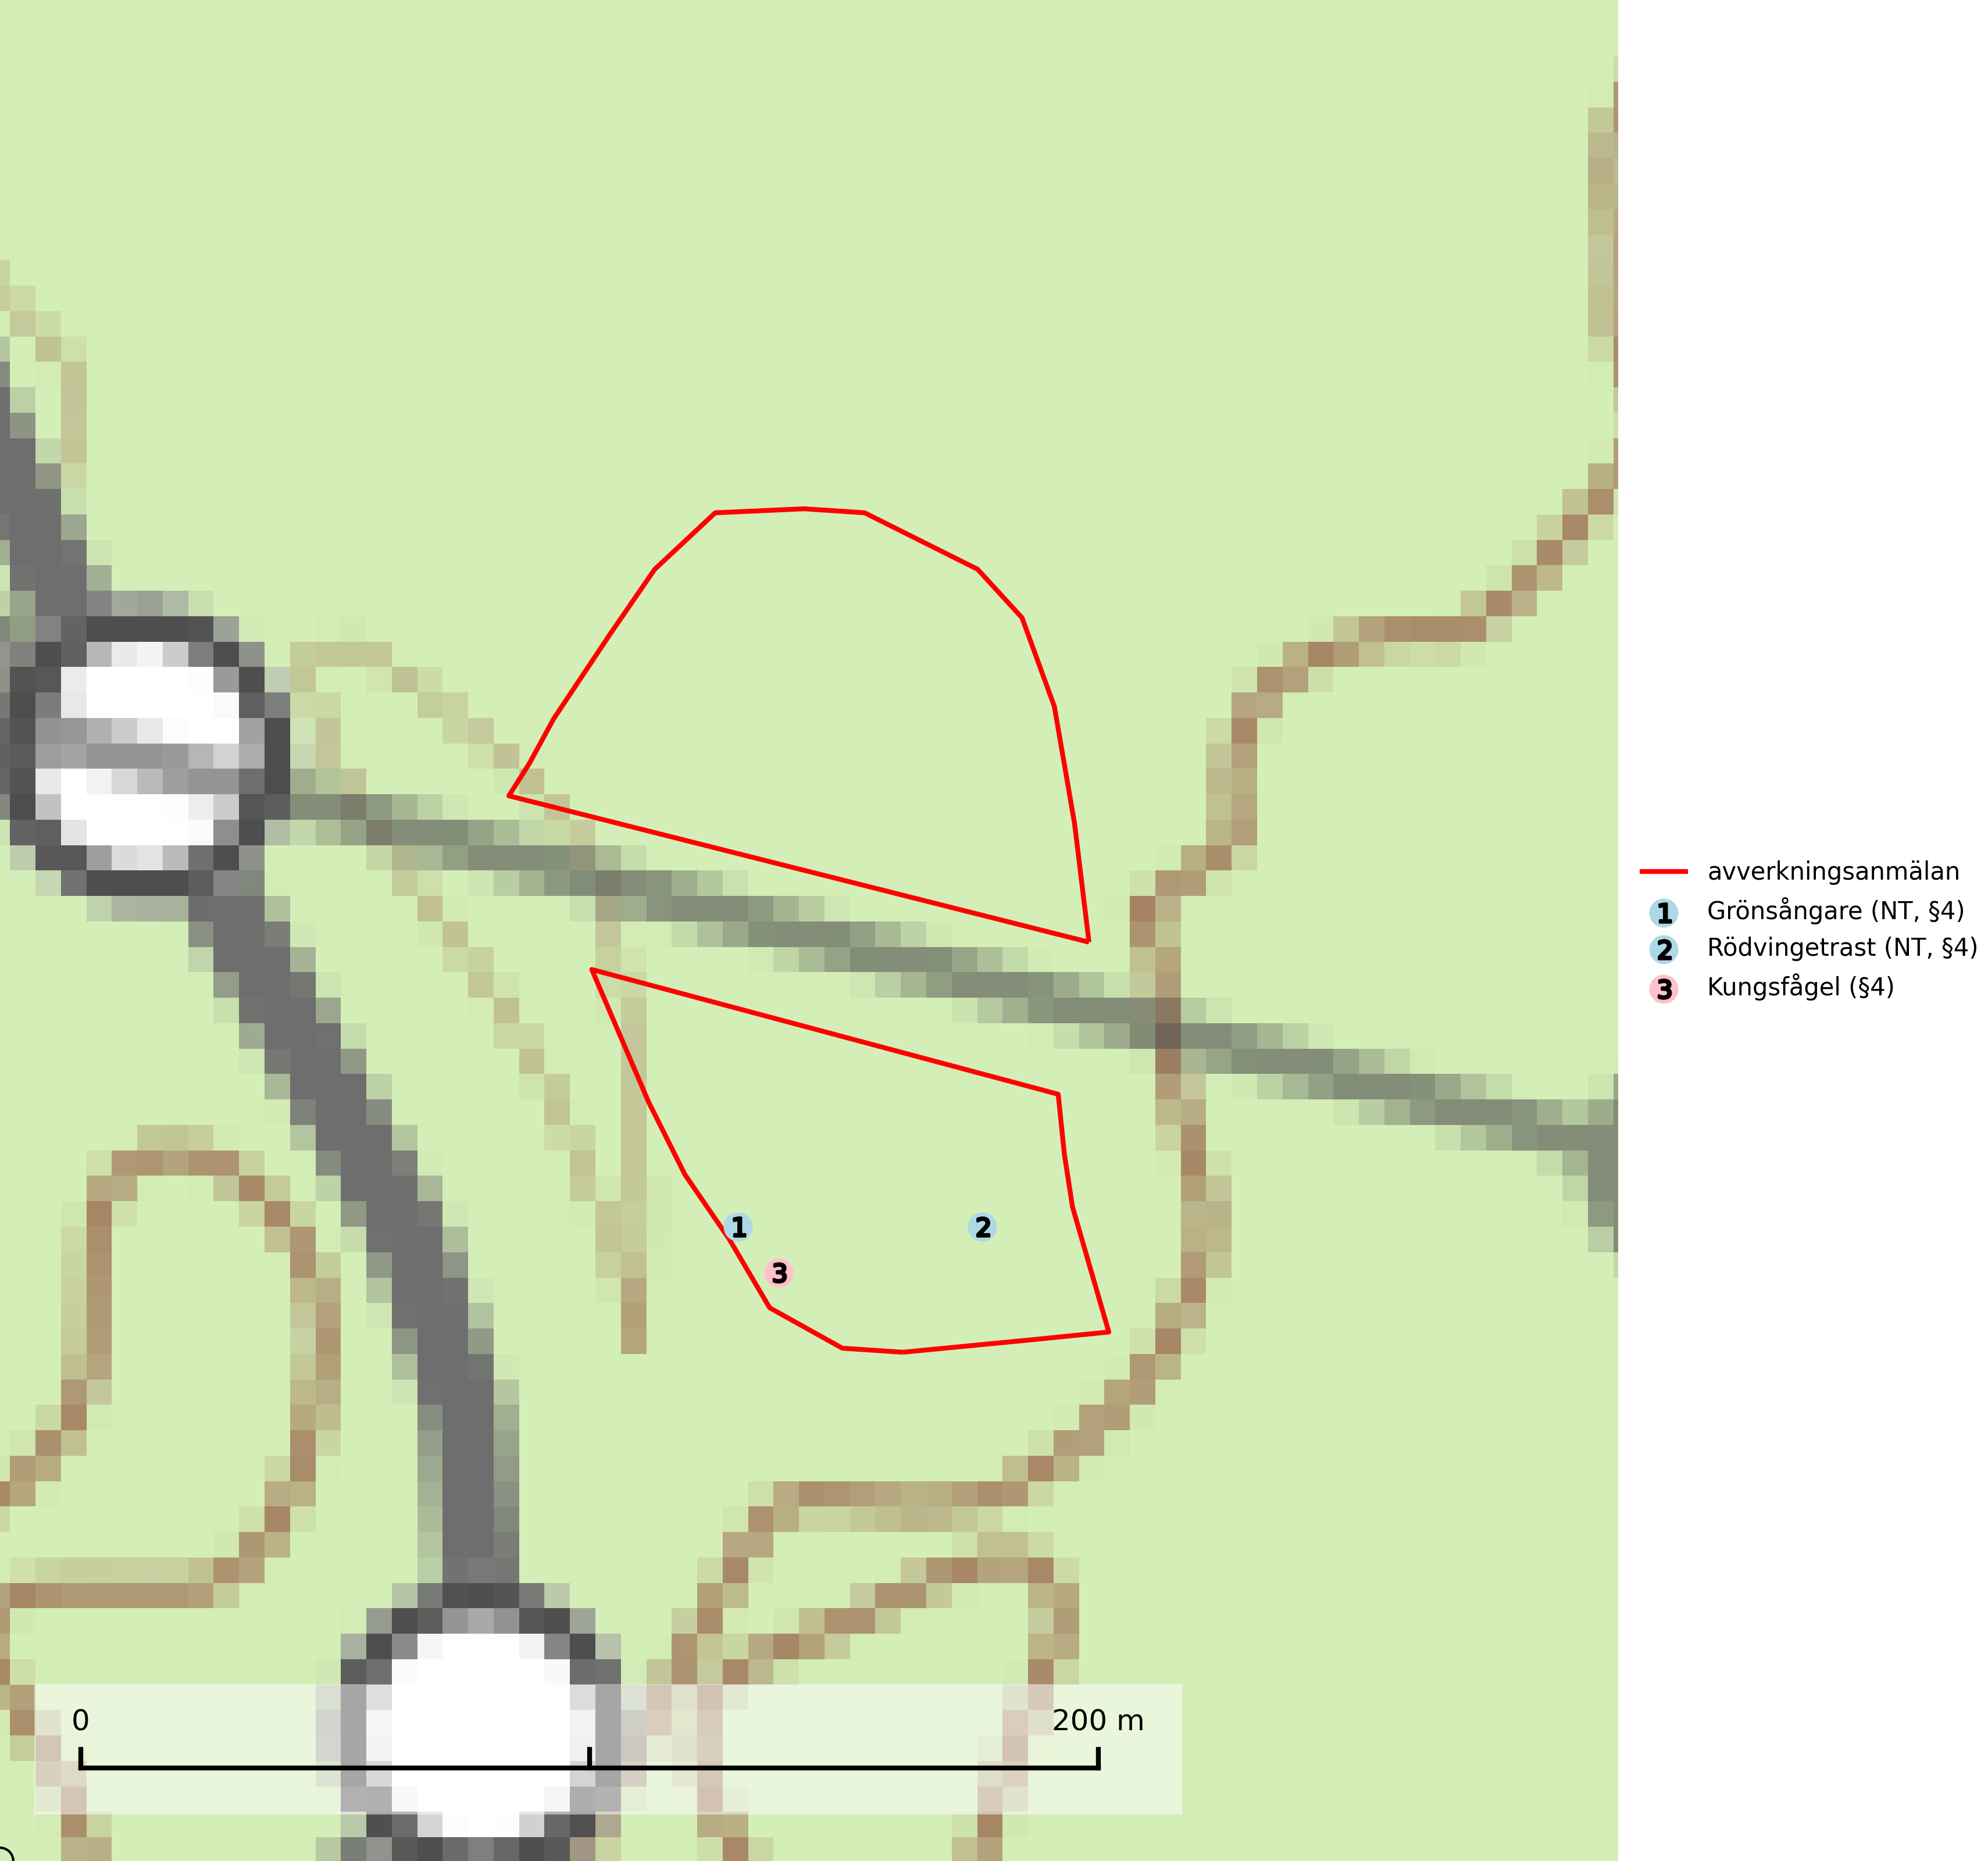 1
2
3
avverkningsanmälan
1 Grönsångare (NT, §4)
2 Rödvingetrast (NT, §4)
3 Kungsfågel (§4)
0 200 m